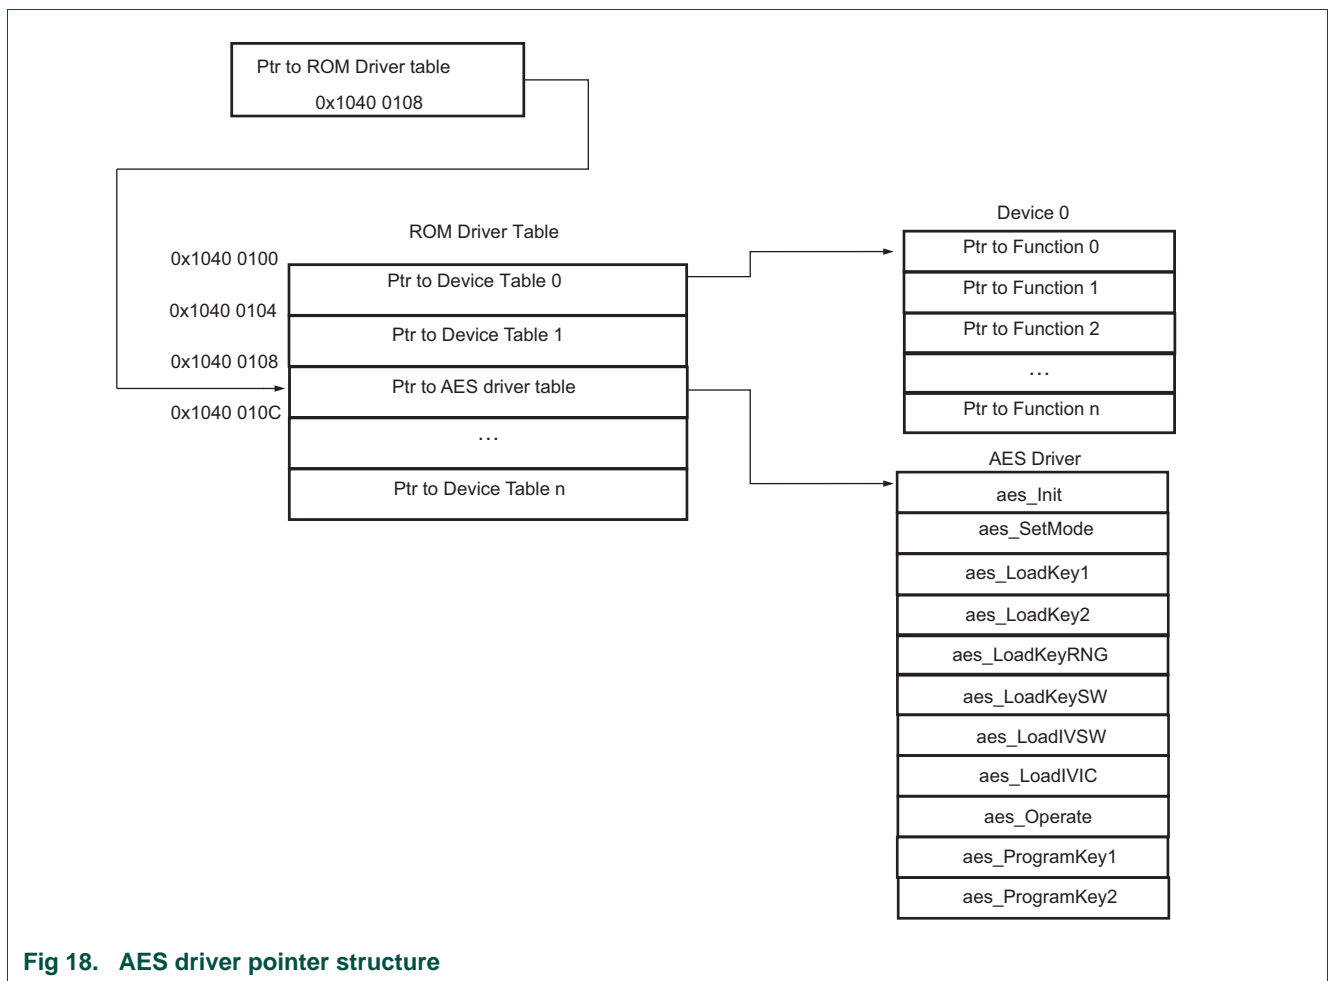 Ptr to ROM Driver table
0x1040 0108
ROM Driver Table
0x1040 0100
Ptr to Device Table 0
0x1040 0104
Ptr to Device Table 1
0x1040 0108
Ptr to AES driver table
0x1040 010C
...
Ptr to Device Table n
Device 0
Ptr to Function 0
Ptr to Function 1
Ptr to Function 2
...
Ptr to Function n
AES Driver
aes_Init
aes_SetMode
aes_LoadKey1
aes_LoadKey2
aes_LoadKeyRNG
aes_LoadKeySW
aes_LoadIVSW
aes_LoadIVIC
aes_Operate
aes_ProgramKey1
aes_ProgramKey2
Fig 18. AES driver pointer structure